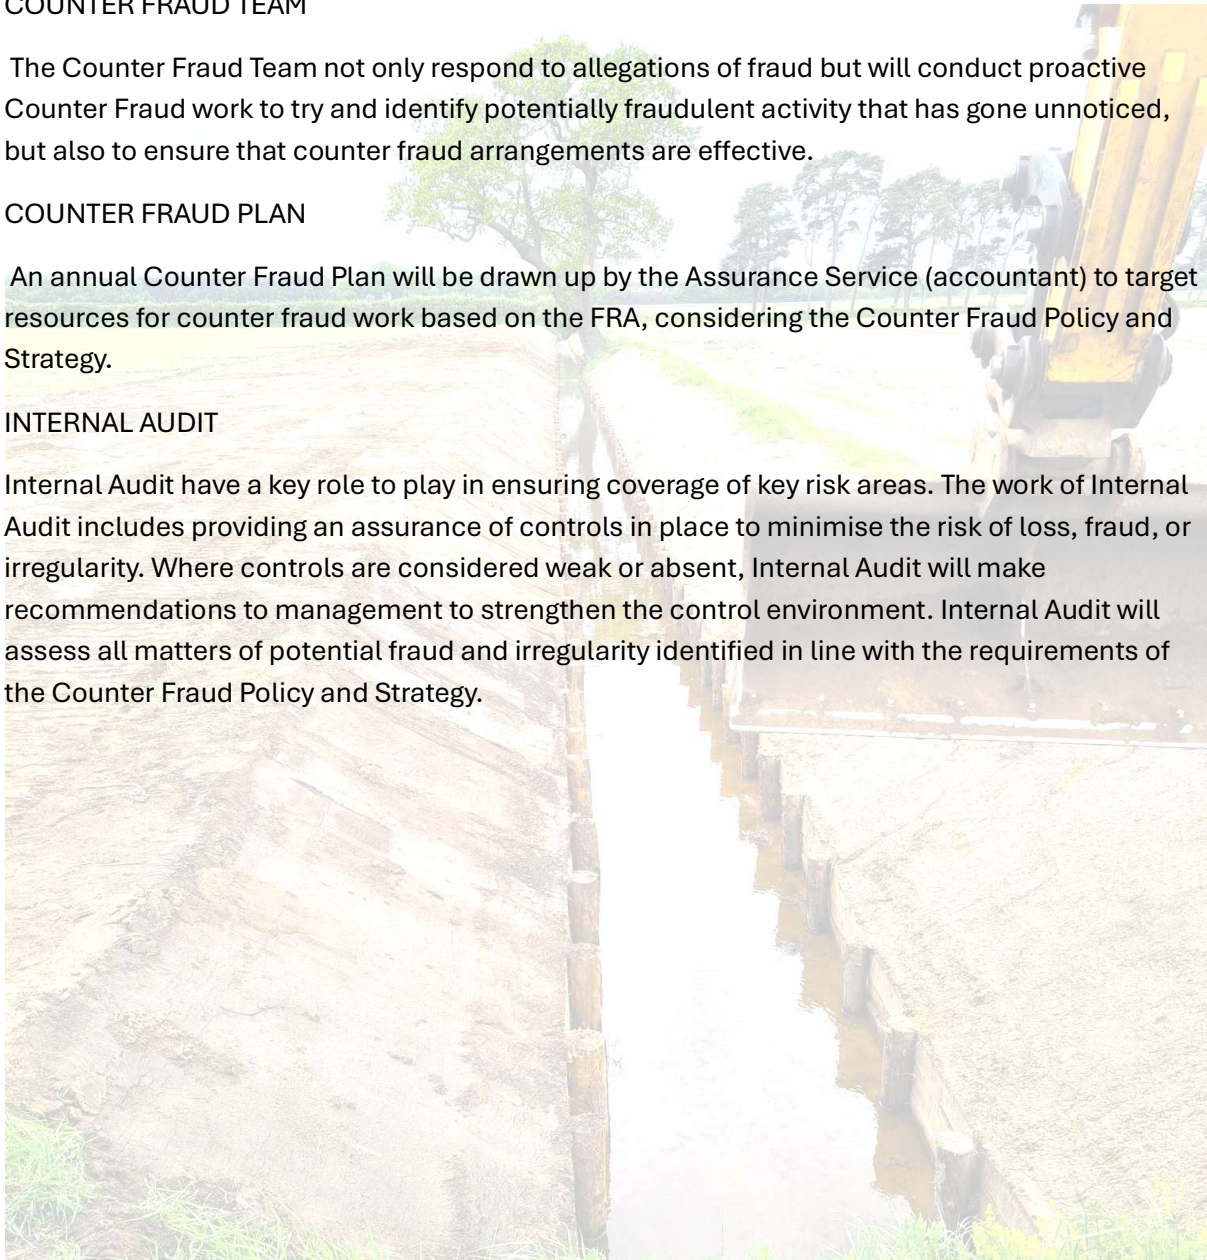 COUNTER FRAUD TEAM
The Counter Fraud Team not only respond to allegations of fraud but will conduct proactive
Counter Fraud work to try and identify potentially fraudulent activity that has gone unnoticed,
but also to ensure that counter fraud arrangements are effective.
COUNTER FRAUD PLAN
An annual Counter Fraud Plan will be drawn up by the Assurance Service (accountant) to target
resources for counter fraud work based on the FRA, considering the Counter Fraud Policy and
Strategy.
INTERNAL AUDIT
Internal Audit have a key role to play in ensuring coverage of key risk areas. The work of Internal
Audit includes providing an assurance of controls in place to minimise the risk of loss, fraud, or
irregularity. Where controls are considered weak or absent, Internal Audit will make
recommendations to management to strengthen the control environment. Internal Audit will
assess all matters of potential fraud and irregularity identified in line with the requirements of
the Counter Fraud Policy and Strategy.